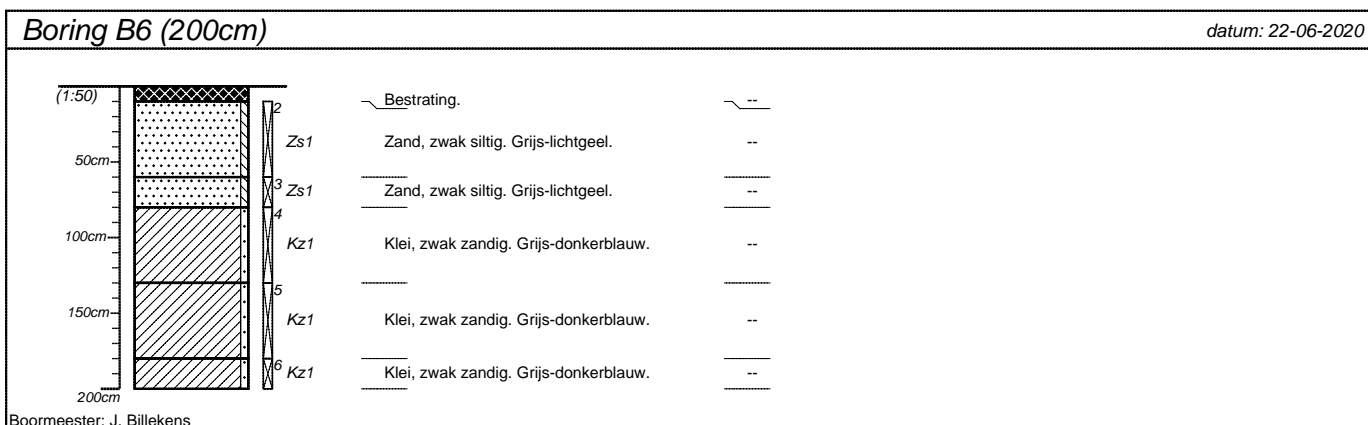 Boring B6 (200cm) datum: 22-06-2020
(1:50) 2 Bestrating. --
Zs1 Zand, zwak siltig. Grijs-lichtgeel. --
50cm
3 Zs1 Zand, zwak siltig. Grijs-lichtgeel. --
4
100cm Kz1 Klei, zwak zandig. Grijs-donkerblauw. --
5
150cm Kz1 Klei, zwak zandig. Grijs-donkerblauw. --
6 Kz1 Klei, zwak zandig. Grijs-donkerblauw. --
200cm
Boormeester: J. Billekens